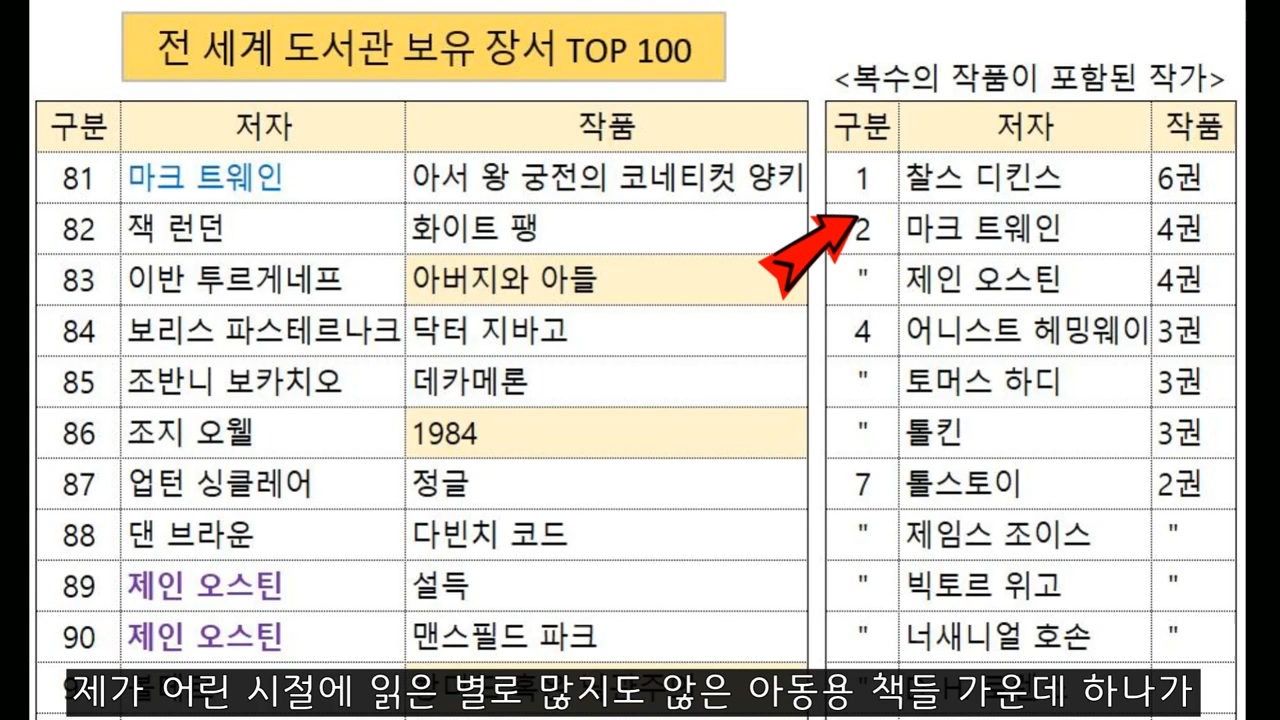 전 세계 도서관 보유 장서 TOP 100
구분 저자 작품
81 마크 트웨인 아서 왕 궁전의 코네티컷 양키
82 잭 런던 화이트 팽
83 이반 투르게네프 아버지와 아들
84 보리스 파스테르나크 닥터 지바고
85 조반니 보카치오 데카메론
86 조지 오웰 1984
87 업턴 싱클레어 정글
88 댄 브라운 다빈치 코드
89 제인 오스틴 설득
90 제인 오스틴 맨스필드 파크
<복수의 작품이 포함된 작가>
구분 저자 작품
1 찰스 디킨스 6권
2 마크 트웨인 4권
" 제인 오스틴 4권
4 어니스트 헤밍웨이 3권
" 토머스 하디 3권
" 톨킨 3권
7 톨스토이 2권
" 제임스 조이스 "
" 빅토르 위고 "
" 너새니얼 호손 "
제가 어린 시절에 읽은 별로 많지도 않은 아동용 책들 가운데 하나가